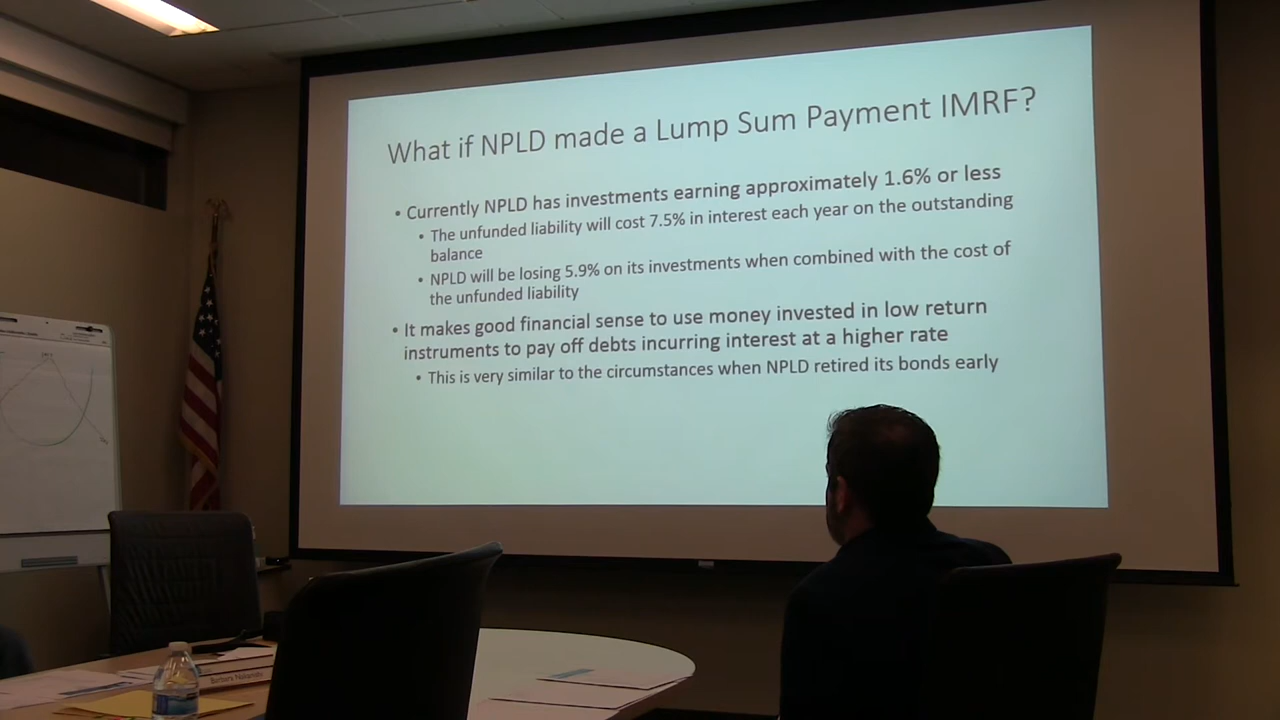 What if NPLD made a Lump Sum Payment IMRF?
• Currently NPLD has investments earning approximately 1.6% or less
• The unfunded liability will cost 7.5% in interest each year on the outstanding
balance
• NPLD will be losing 5.9% on its investments when combined with the cost of
the unfunded liability
• It makes good financial sense to use money invested in low return
instruments to pay off debts incurring interest at a higher rate
• This is very similar to the circumstances when NPLD retired its bonds early
Barbara